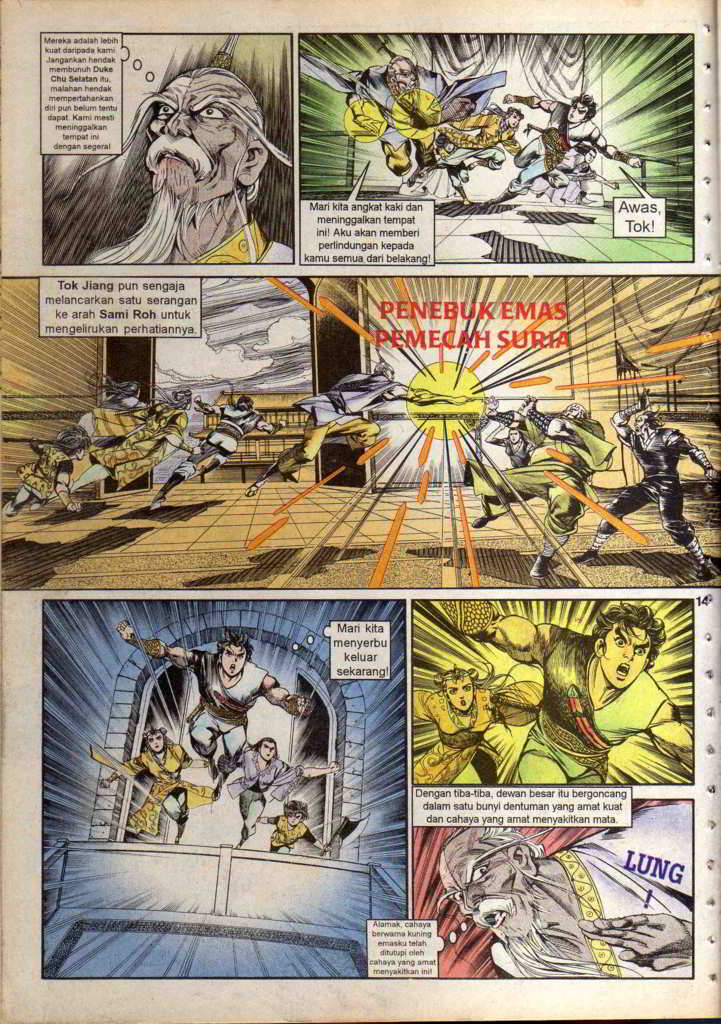 Mereka adalah lebih
kuat daripada kami
Jangankan hendak
membunuh Duke
Chu Selatan itu,
malahan hendak
mempertahankan
diri pun belum tentu
dapat. Kami mesti
meninggalkan
tempat ini
dengan segera!
Mari kita angkat kaki dan
meninggalkan tempat
ini! Aku akan memberi
perlindungan kepada
kamu semua dari belakang!
Awas,
Tok!
Tok Jiang pun sengaja
melancarkan satu serangan
ke arah Sami Roh untuk
mengelirukan perhatiannya.
PENEBUK EMAS
PEMECAH SURIA
14
Mari kita
menyerbu
keluar
sekarang!
Dengan tiba-tiba, dewan besar itu bergoncang
dalam satu bunyi dentuman yang amat kuat
dan cahaya yang amat menyakitkan mata.
LUNG
!
Alamak, cahaya
berwarna kuning
emasku telah
ditutupi oleh
cahaya yang amat
menyakitkan ini!